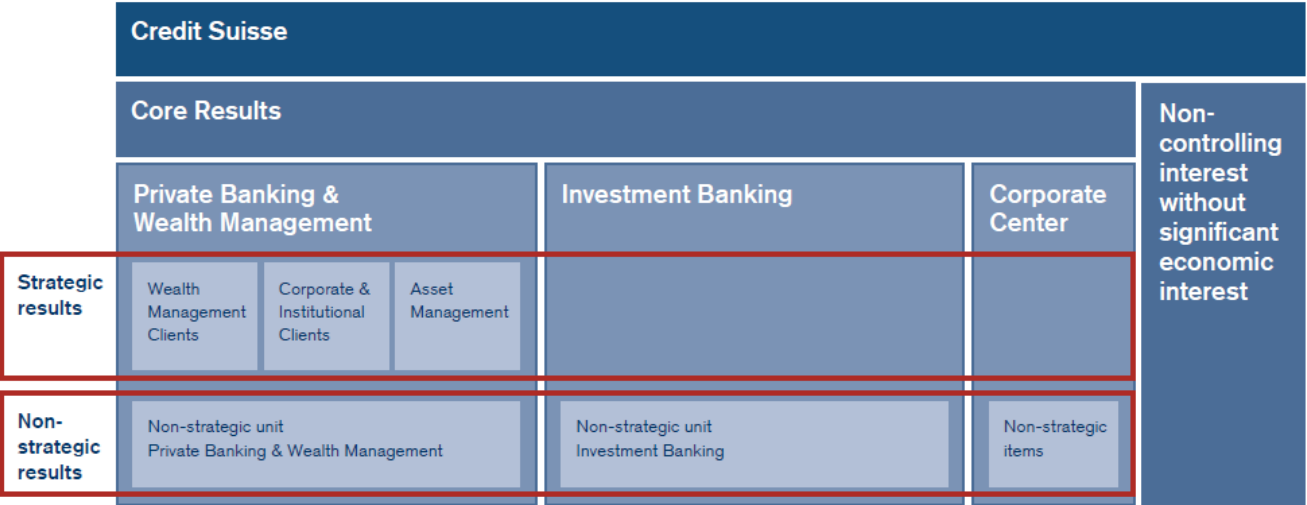 Credit Suisse
Core Results
Non-
controlling
interest
without
significant
economic
interest
Private Banking &
Wealth Management
Investment Banking
Corporate
Center
Strategic
results
Wealth
Management
Clients
Corporate &
Institutional
Clients
Asset
Management
Non-
strategic
results
Non-strategic unit
Private Banking & Wealth Management
Non-strategic unit
Investment Banking
Non-strategic
items